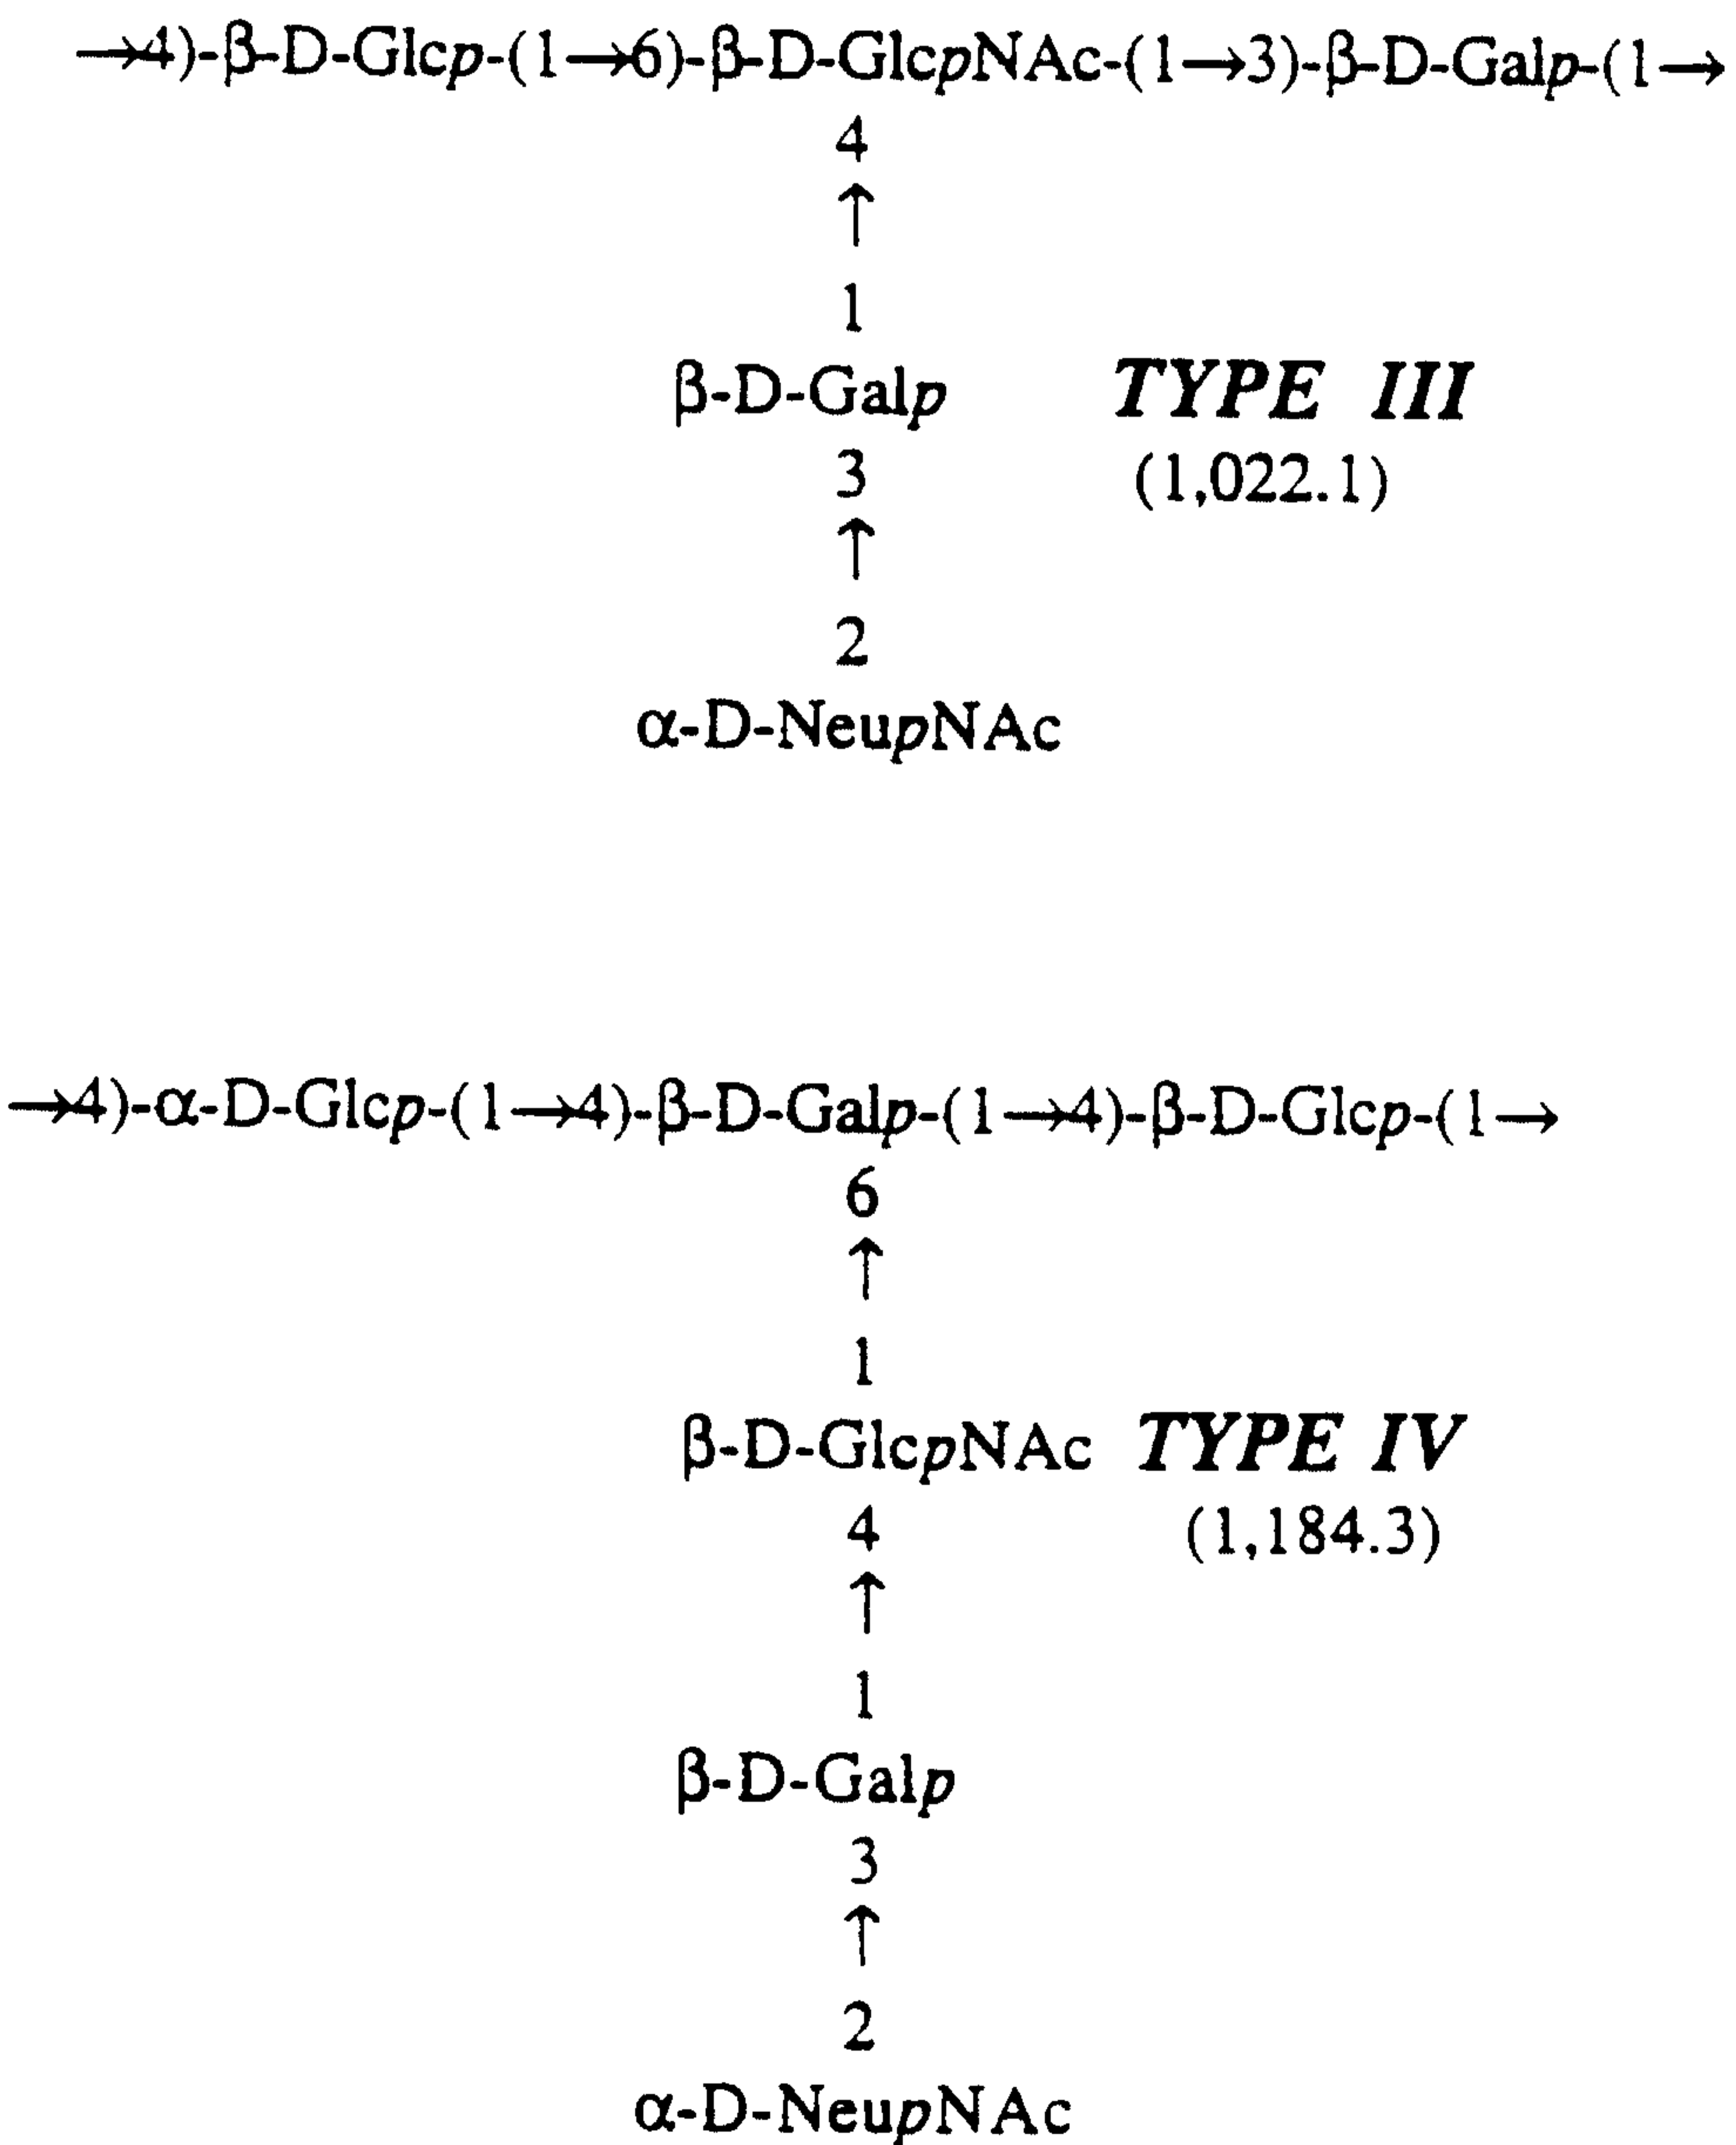 →4)-β-D-Glcp-(1→6)-β-D-GlcpNAc-(1→3)-β-D-Galp-(1→
4
↑
1
β-D-Galp TYPE III
3 (1,022.1)
↑
2
α-D-NeupNAc
→4)-α-D-Glcp-(1→4)-β-D-Galp-(1→4)-β-D-Glcp-(1→
6
↑
1
β-D-GlcpNAc TYPE IV
4 (1,184.3)
↑
1
β-D-Galp
3
↑
2
α-D-NeupNAc